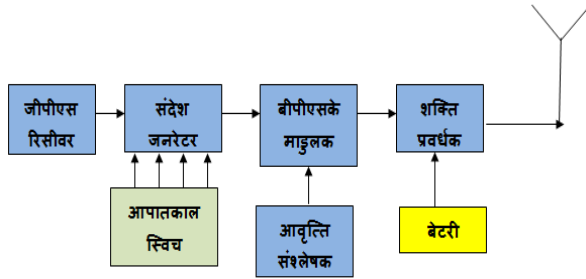 जीपीएस
रिसीवर
संदेश
जनरेटर
बीपीएसके
माडुलक
शक्ति
प्रवर्धक
आपातकाल
स्विच
आवृत्ति
संश्लेषक
बेटरी